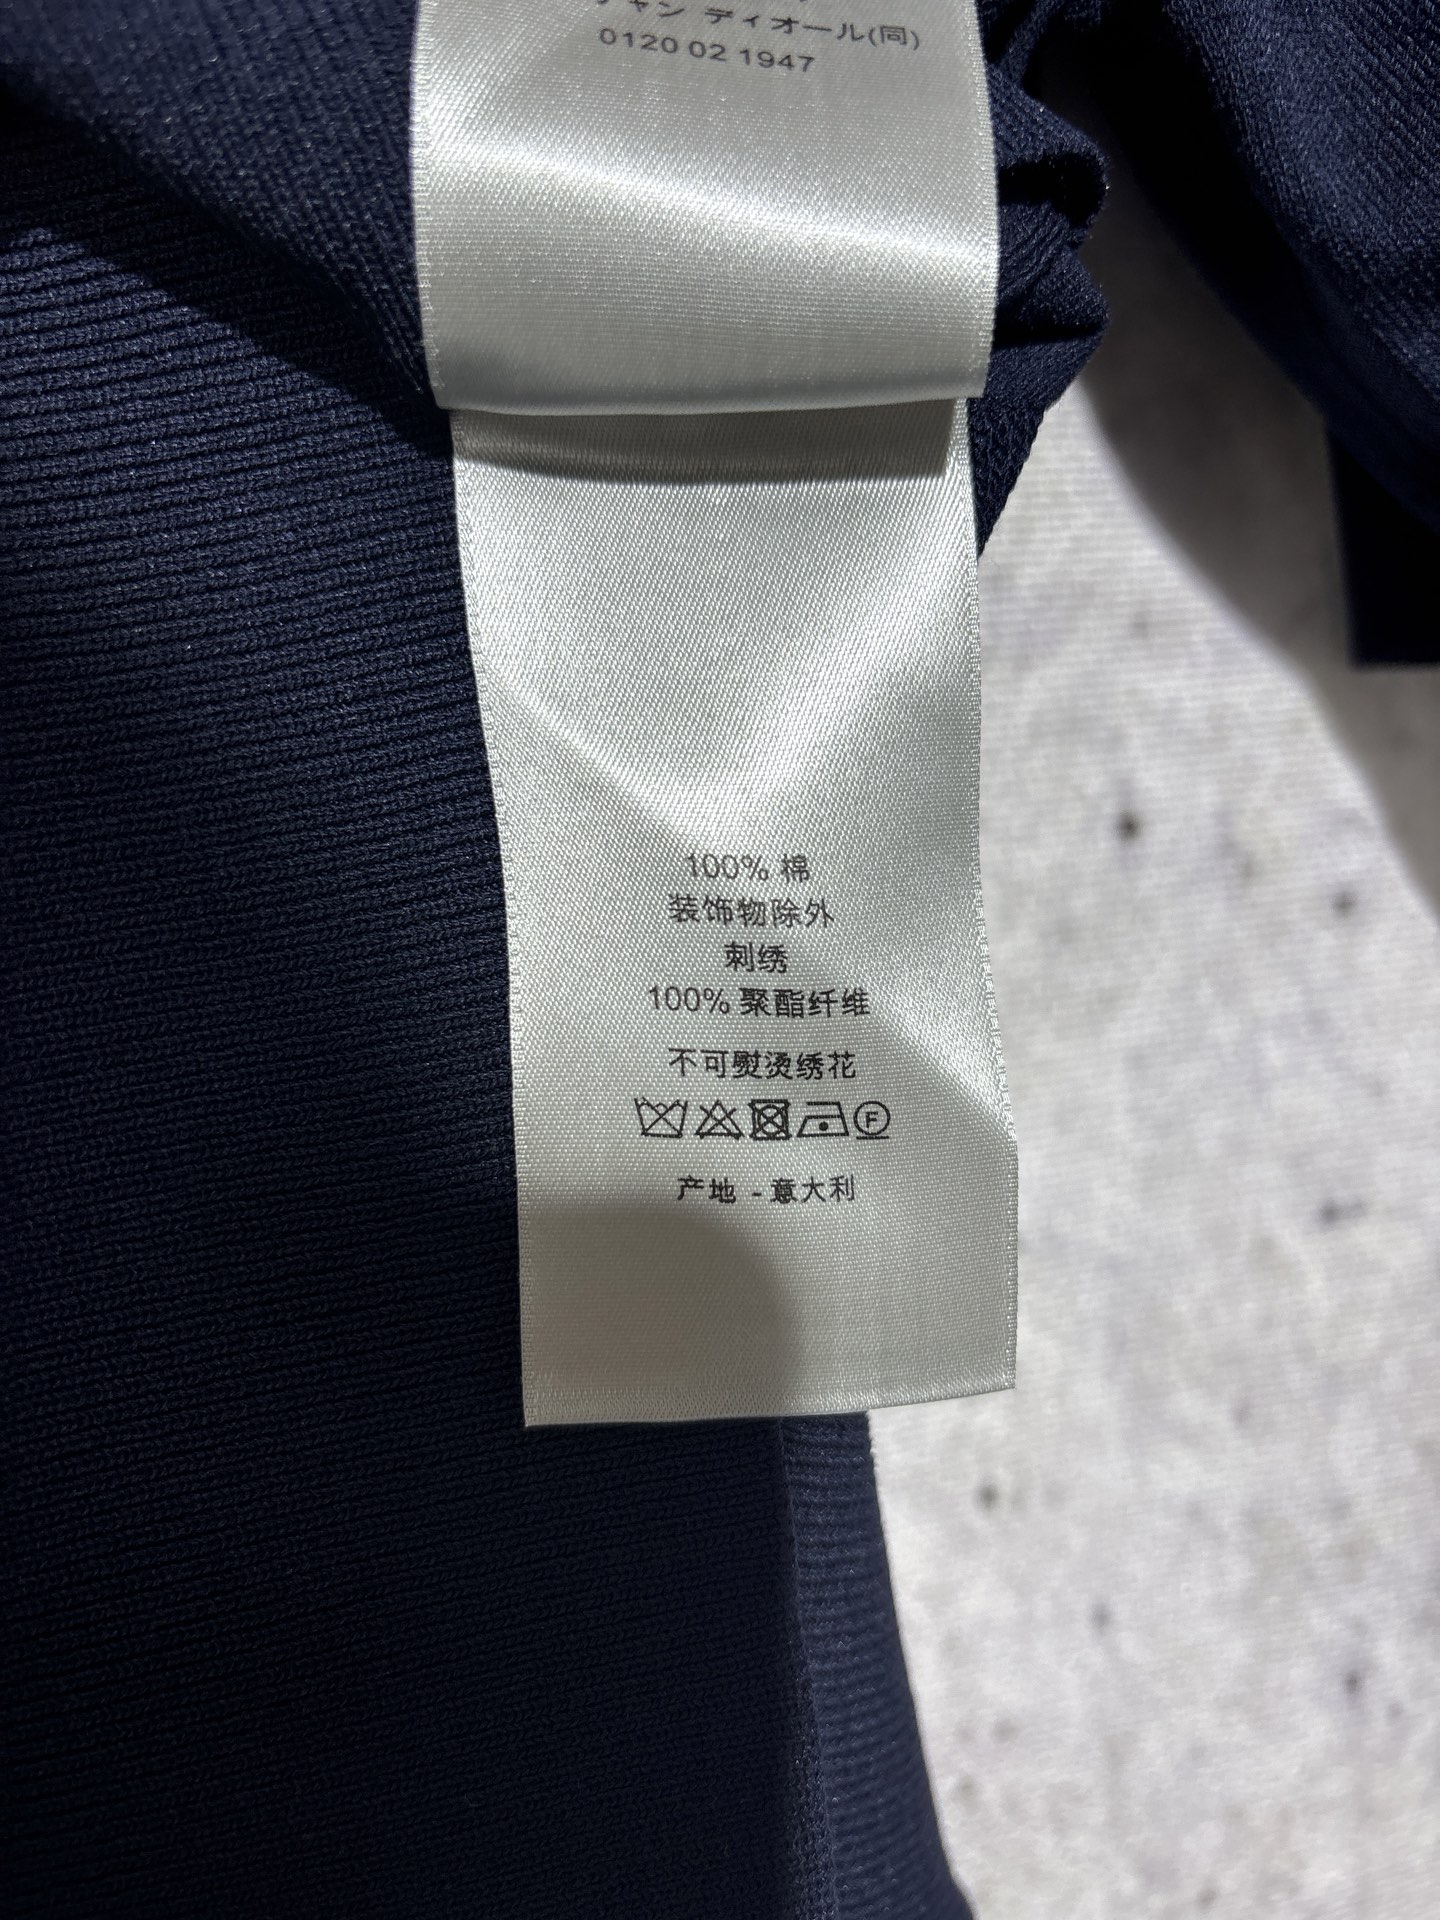 チャン ディオール(同)
0120 02 1947
100% 棉
装饰物除外
刺绣
100% 聚酯纤维
不可熨烫绣花
F
产地 - 意大利